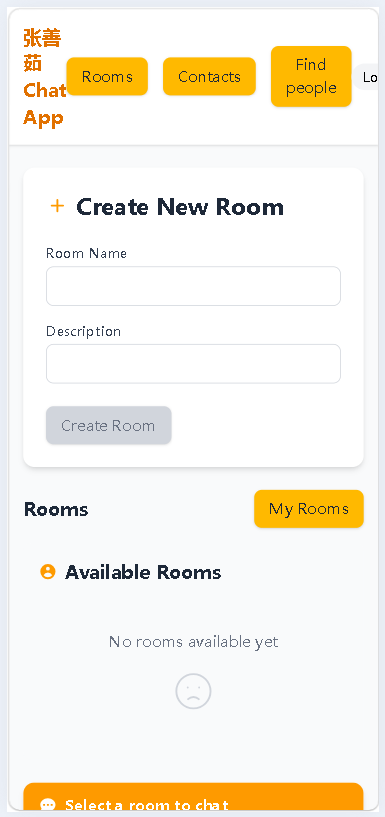 张善
茹
Chat
App
Rooms
Contacts
Find
people
Lo
Create New Room
Room Name
Description
Create Room
Rooms
My Rooms
Available Rooms
No rooms available yet
Select a room to chat